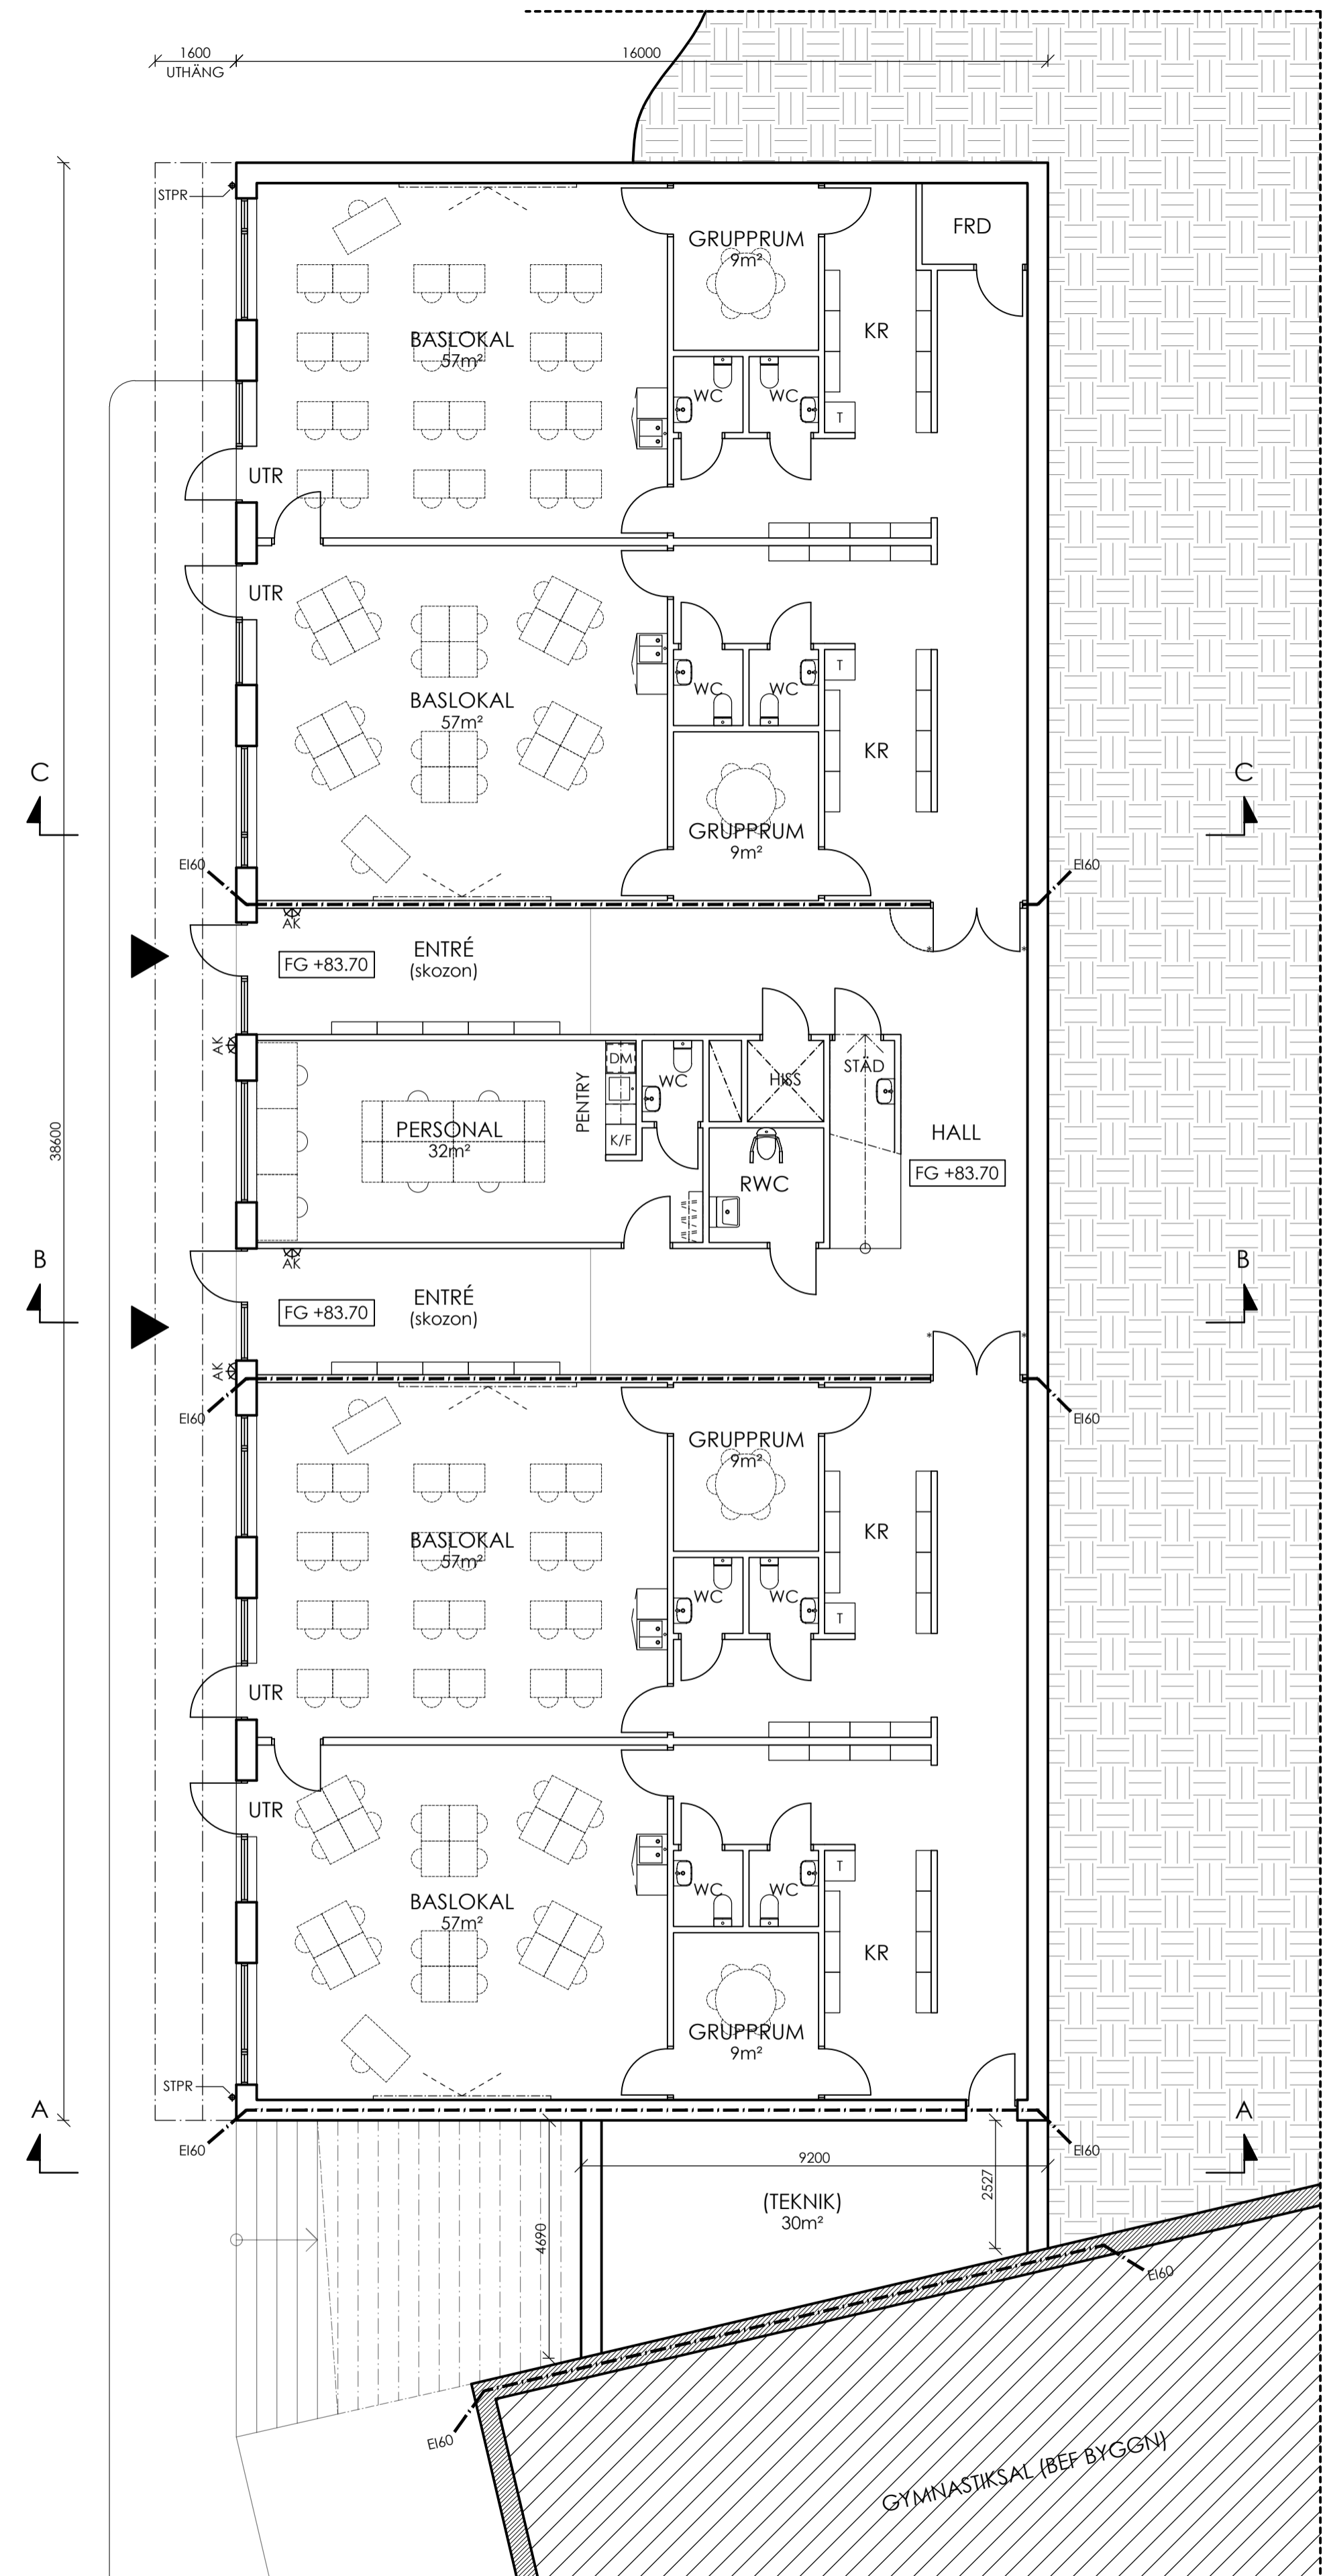 1600
UTHÄNG
16000
STPR
GRUPPRUM
9m²
FRD
BASLOKAL
57m²
KR
WC
WC
T
UTR
UTR
WC
WC
T
BASLOKAL
57m²
KR
C
C
GRUPPRUM
9m²
EI60
EI60
AK
ENTRÉ
(skozon)
FG +83.70
AK
DM
WC
HISS
STÄD
PENTRY
PERSONAL
32m²
K/F
HALL
FG +83.70
RWC
38600
AK
B
B
ENTRÉ
(skozon)
FG +83.70
AK
EI60
EI60
GRUPPRUM
9m²
BASLOKAL
57m²
KR
WC
WC
T
UTR
UTR
T
WC
WC
BASLOKAL
57m²
KR
GRUPPRUM
9m²
STPR
A
A
EI60
EI60
9200
2527
(TEKNIK)
30m²
4690
EI60
EI60
GYMNASTIKSAL (BEF BYGGN)